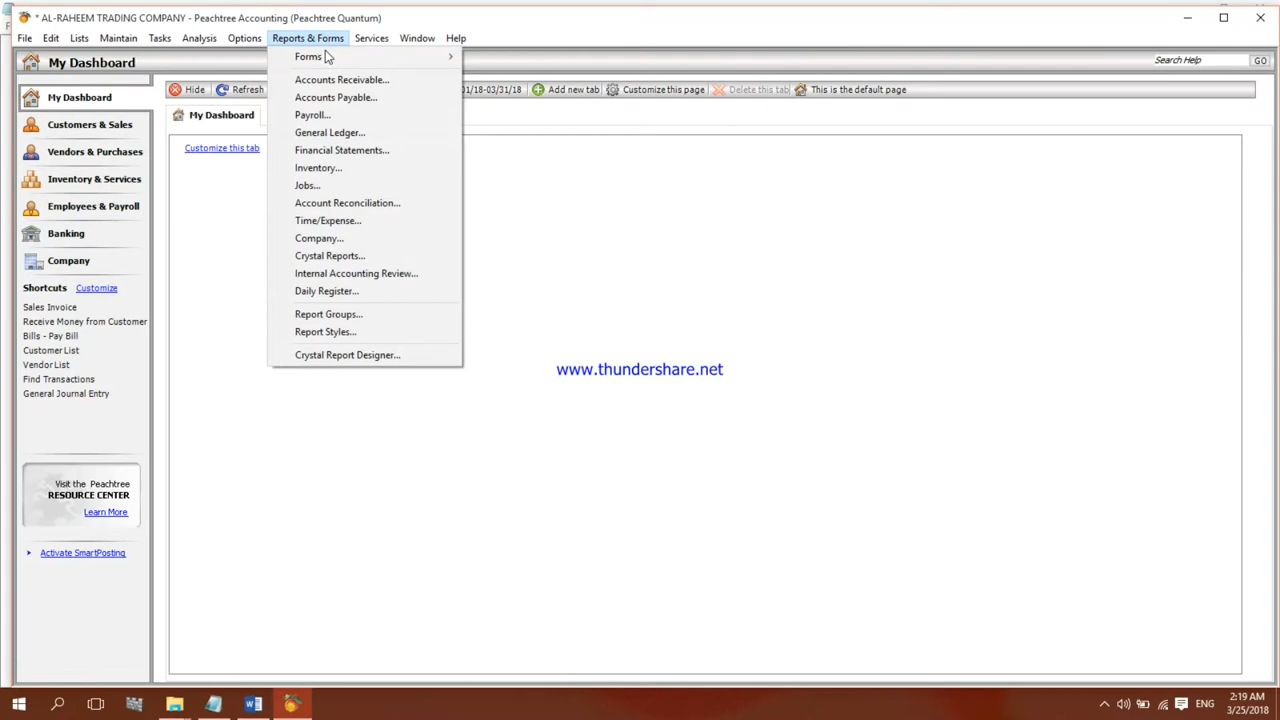 * AL-RAHEEM TRADING COMPANY - Peachtree Accounting (Peachtree Quantum)
File Edit Lists Maintain Tasks Analysis Options Reports & Forms Services Window Help
My Dashboard
Search Help GO
Hide Refresh 01/18-03/31/18 Add new tab Customize this page Delete this tab This is the default page
My Dashboard
Customize this tab
My Dashboard
Customers & Sales
Vendors & Purchases
Inventory & Services
Employees & Payroll
Banking
Company
Shortcuts Customize
Sales Invoice
Receive Money from Customer
Bills - Pay Bill
Customer List
Vendor List
Find Transactions
General Journal Entry
Visit the Peachtree
RESOURCE CENTER
Learn More
Activate SmartPosting
Forms
Accounts Receivable...
Accounts Payable...
Payroll...
General Ledger...
Financial Statements...
Inventory...
Jobs...
Account Reconciliation...
Time/Expense...
Company...
Crystal Reports...
Internal Accounting Review...
Daily Register...
Report Groups...
Report Styles...
Crystal Report Designer...
www.thundershare.net
ENG
2:19 AM
3/25/2018